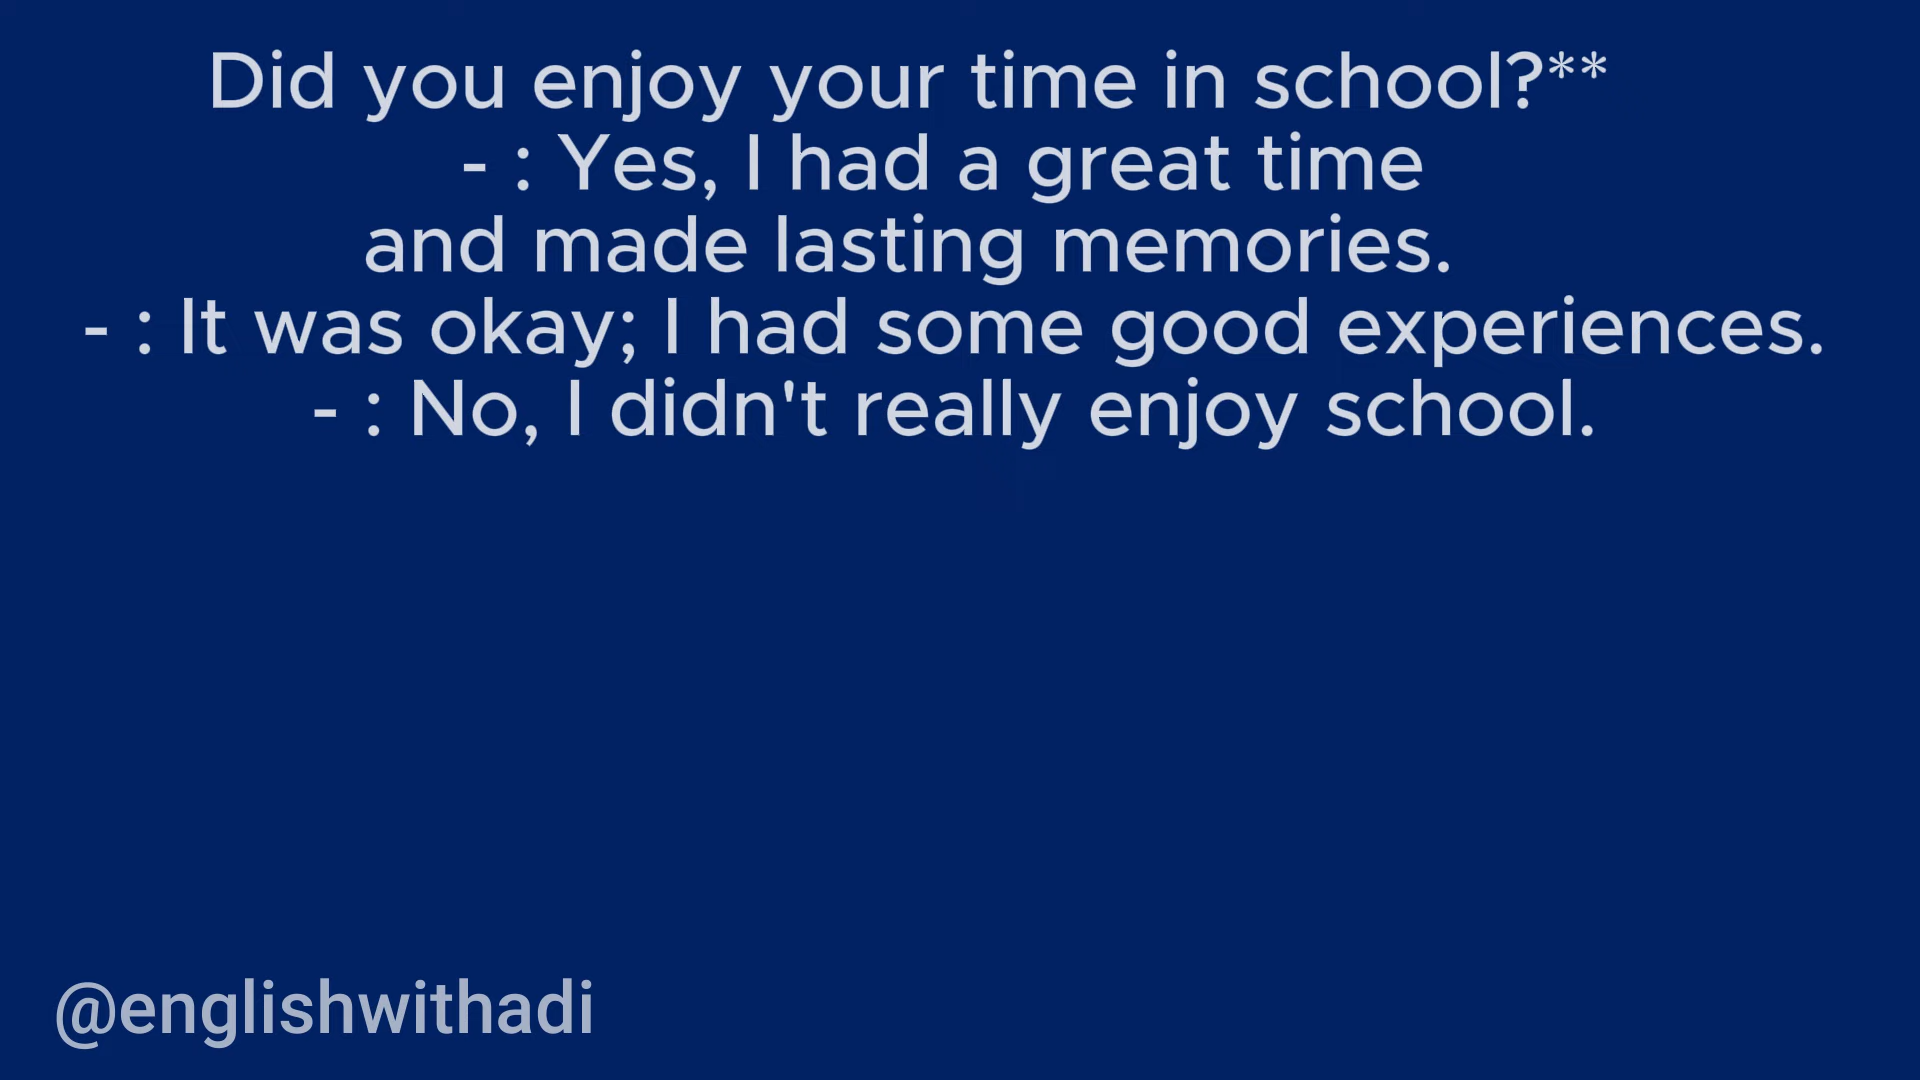 Did you enjoy your time in school?**
- : Yes, I had a great time
and made lasting memories.
- : It was okay; I had some good experiences.
- : No, I didn't really enjoy school.
@englishwithadi